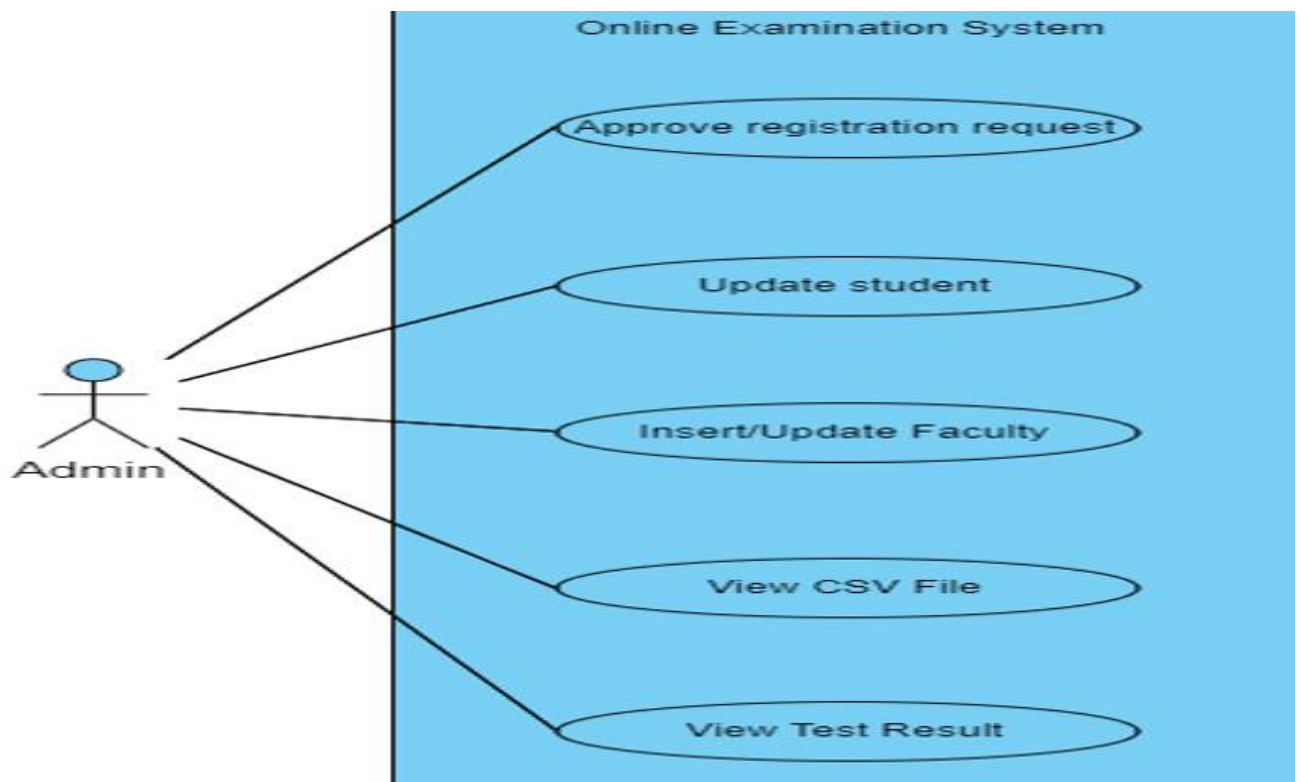 Online Examination System
Approve registration request
Update student
Insert/Update Faculty
Admin
View CSV File
View Test Result